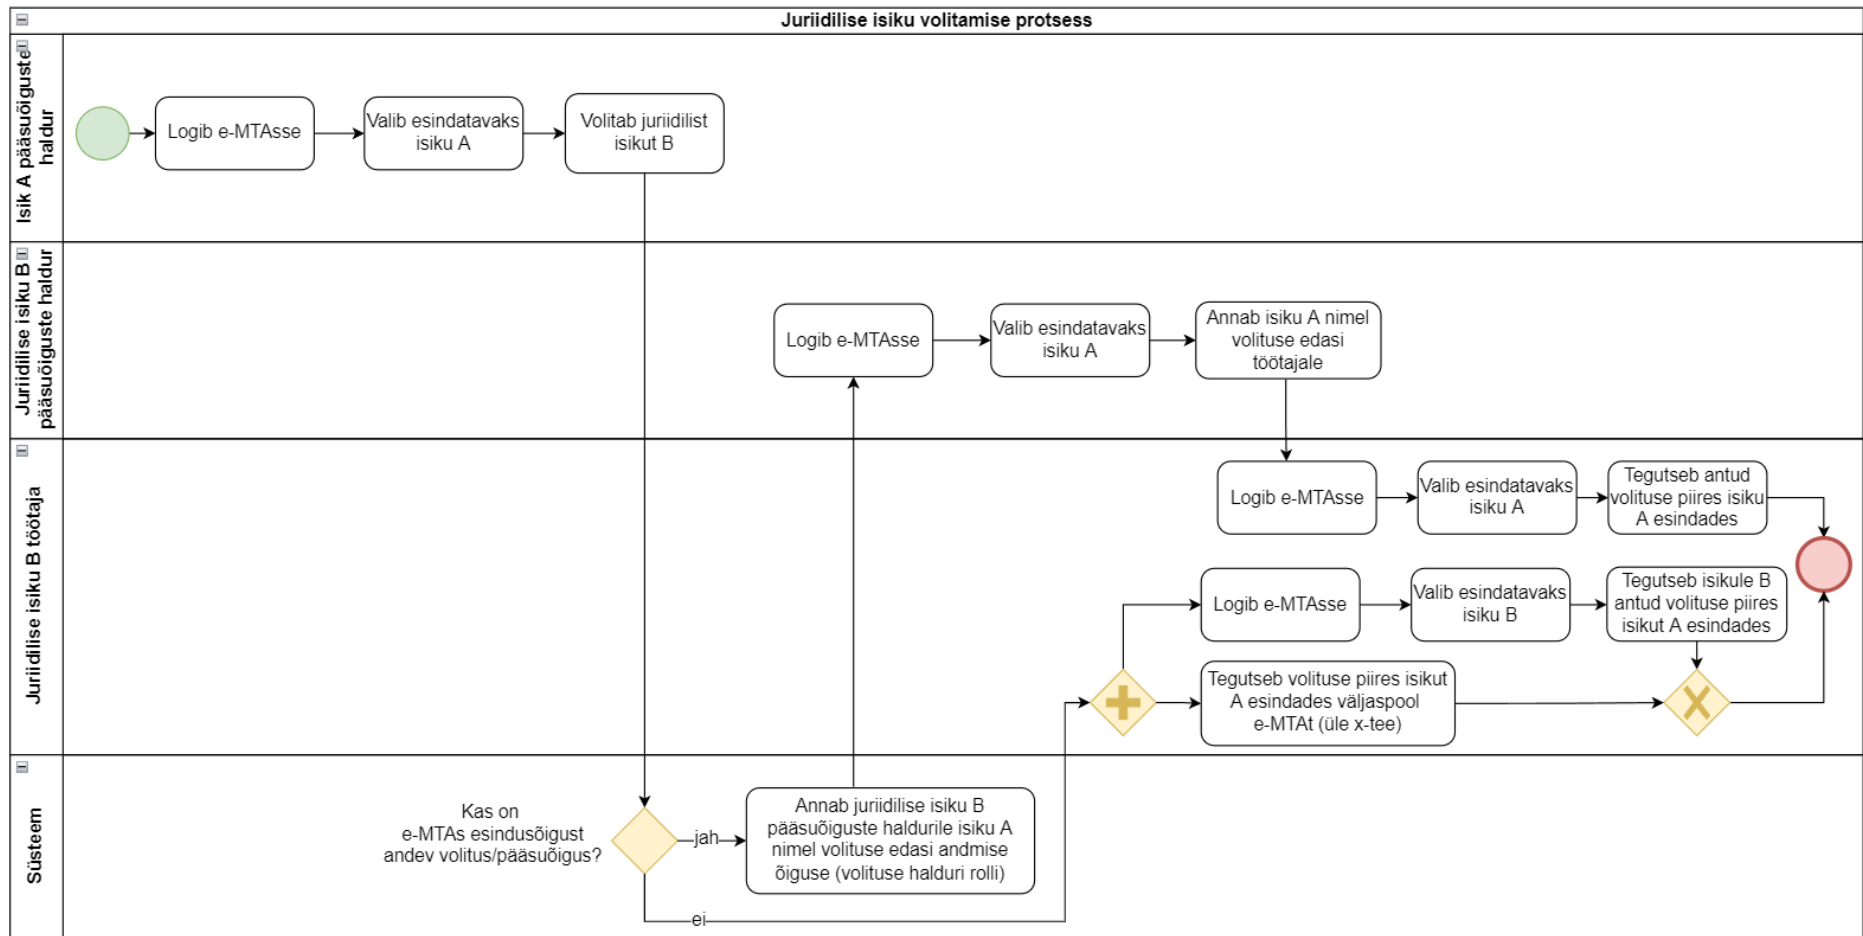 Juriidilise isiku volitamise protsess
Isik A pääsuõiguste
haldur
Logib e-MTAsse
Valib esindatavaks
isiku A
Volitab juriidilist
isikut B
Juriidilise isiku B
pääsuõiguste haldur
Logib e-MTAsse
Valib esindatavaks
isiku A
Annab isiku A nimel
volituse edasi
töötajale
Juriidilise isiku B töötaja
Logib e-MTAsse
Valib esindatavaks
isiku A
Tegutseb antud
volituse piires isiku
A esindades
Logib e-MTAsse
Valib esindatavaks
isiku B
Tegutseb isikule B
antud volituse piires
isikut A esindades
Tegutseb volituse piires isikut
A esindades väljaspool
e-MTAt (üle x-tee)
Süsteem
Kas on
e-MTAs esindusõigust
andev volitus/pääsuõigus?
jah
Annab juriidilise isiku B
pääsuõiguste haldurile isiku A
nimel volituse edasi andmise
õiguse (volituse halduri rolli)
ei